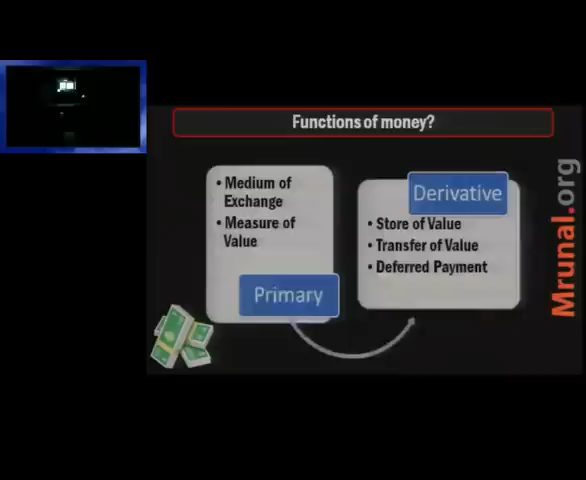 Functions of money?
• Medium of
Exchange
• Measure of
Value
Primary
Derivative
• Store of Value
• Transfer of Value
• Deferred Payment
Mrunal.org